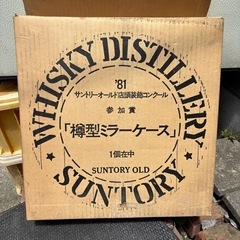 WHISKY DISTILLERY
'81
サントリーオールド店頭装飾コンクール
参加賞
「樽型ミラーケース」
1個在中
SUNTORY OLD
SUNTORY